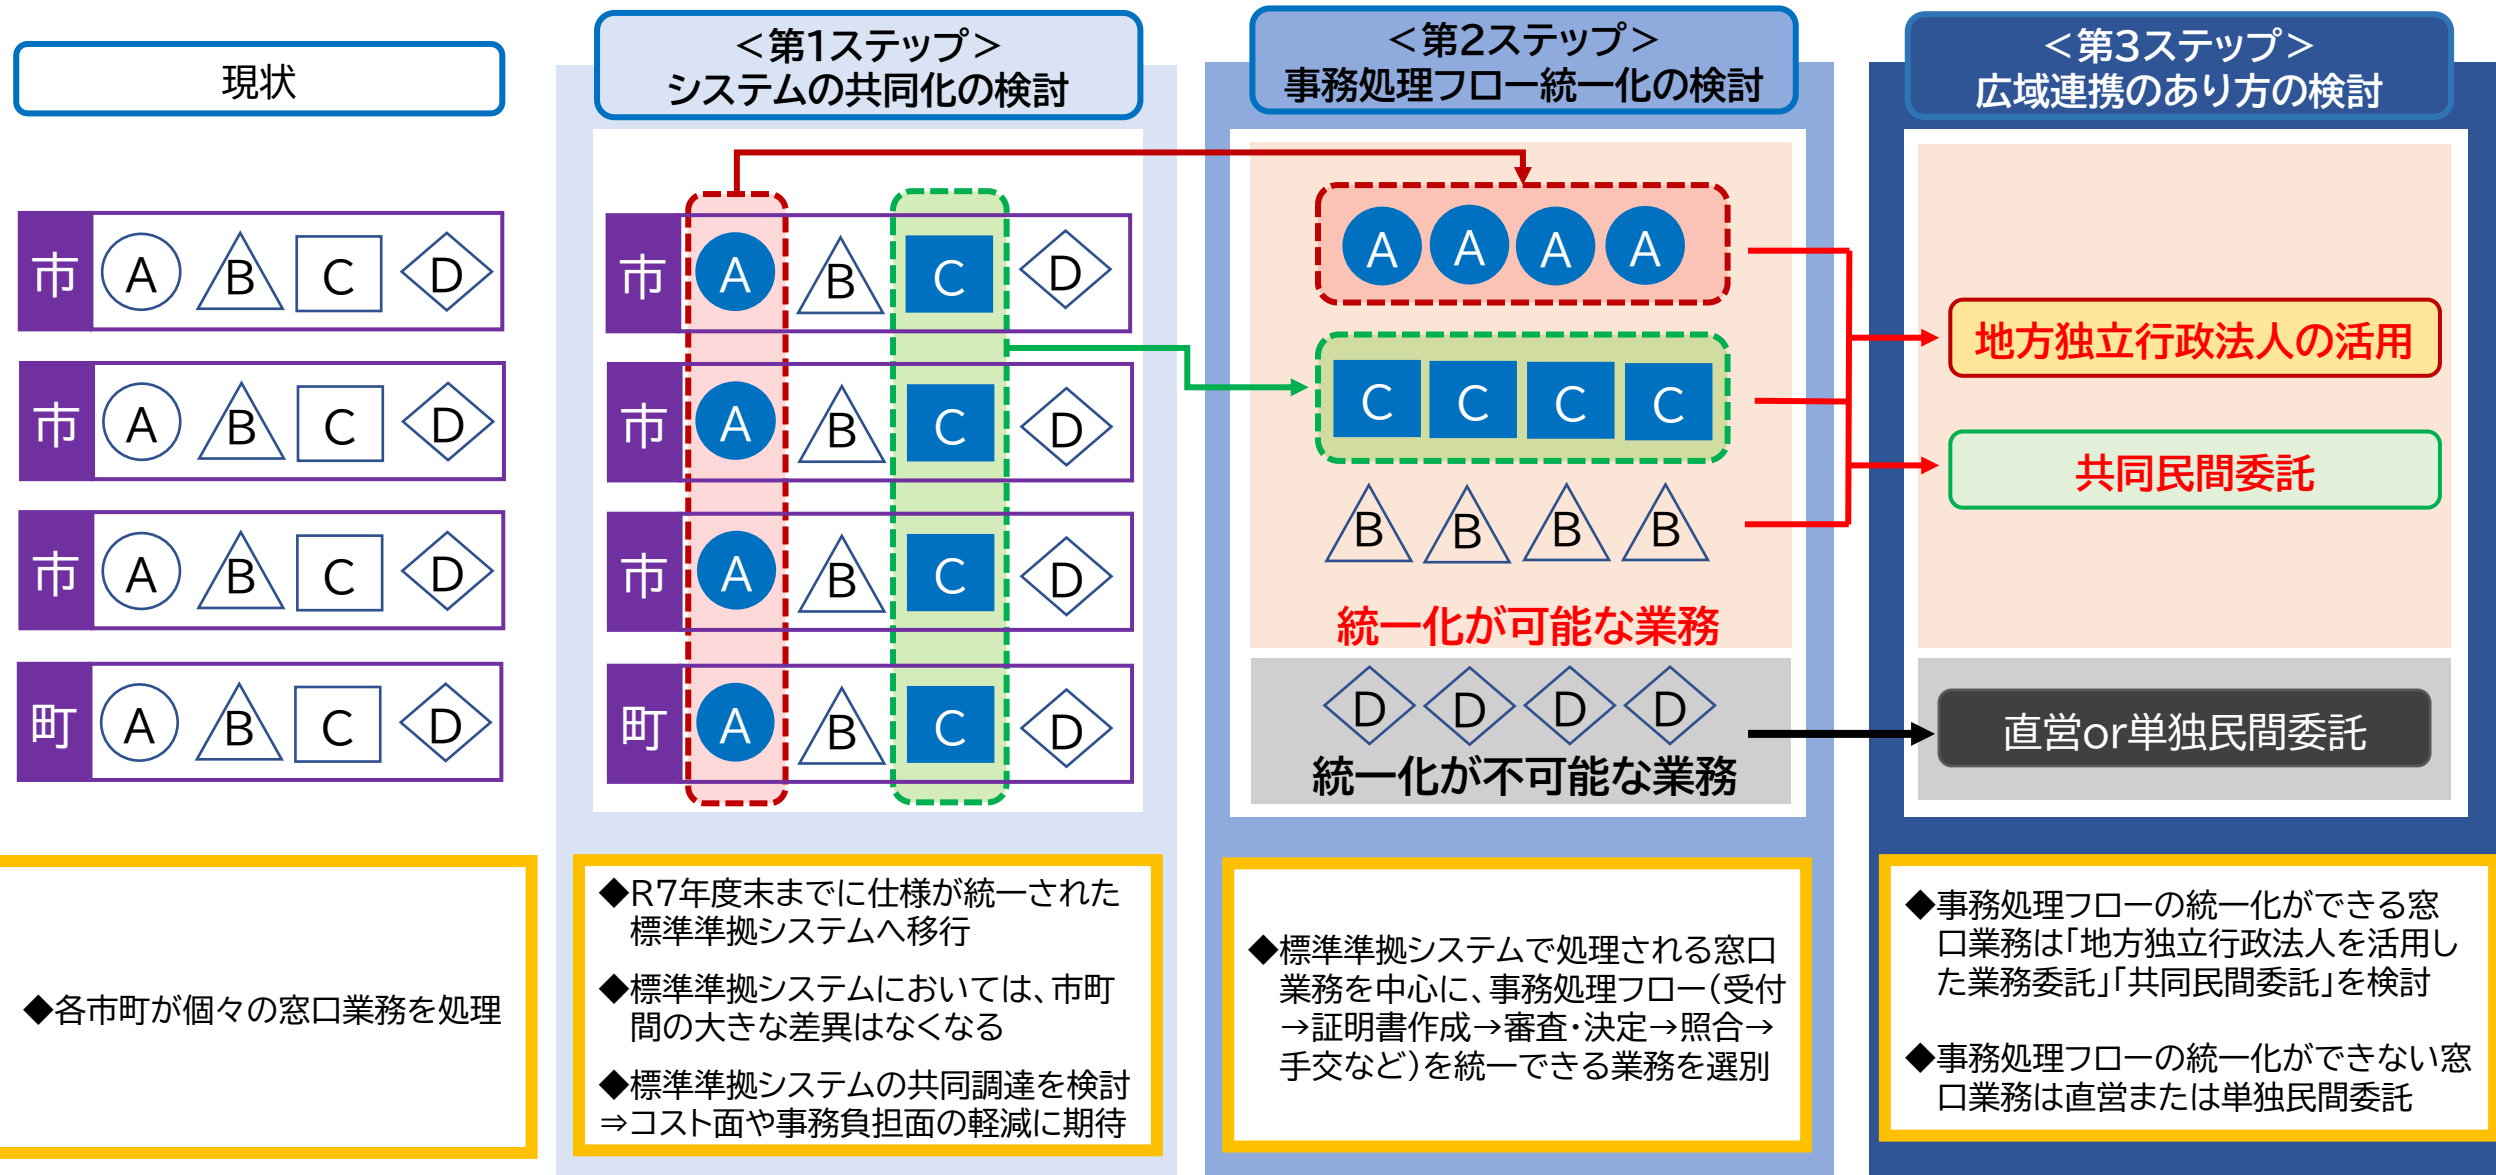 現状
市 A B C D
市 A B C D
市 A B C D
町 A B C D
◆各市町が個々の窓口業務を処理
＜第1ステップ＞
システムの共同化の検討
市 A B C D
市 A B C D
市 A B C D
町 A B C D
◆R7年度末までに仕様が統一された
標準準拠システムへ移行
◆標準準拠システムにおいては、市町
間の大きな差異はなくなる
◆標準準拠システムの共同調達を検討
⇒コスト面や事務負担面の軽減に期待
＜第2ステップ＞
事務処理フロー統一化の検討
A A A A
C C C C
B B B B
統一化が可能な業務
D D D D
統一化が不可能な業務
◆標準準拠システムで処理される窓口
業務を中心に、事務処理フロー（受付
→証明書作成→審査・決定→照合→
手交など）を統一できる業務を選別
＜第3ステップ＞
広域連携のあり方の検討
地方独立行政法人の活用
共同民間委託
直営or単独民間委託
◆事務処理フローの統一化ができる窓
口業務は「地方独立行政法人を活用し
た業務委託」「共同民間委託」を検討
◆事務処理フローの統一化ができない窓
口業務は直営または単独民間委託